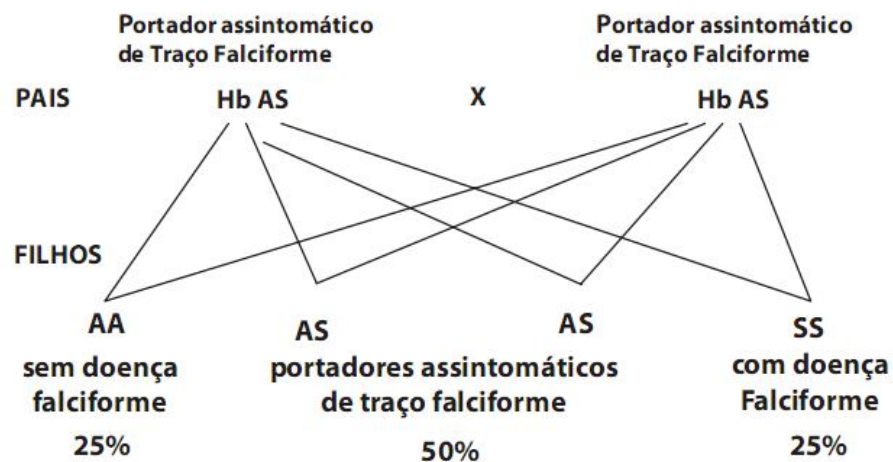 Portador assintomático
de Traço Falciforme
Portador assintomático
de Traço Falciforme
PAIS Hb AS X Hb AS
FILHOS
AA AS AS SS
sem doença
falciforme
portadores assintomáticos
de traço falciforme
com doença
Falciforme
25% 50% 25%